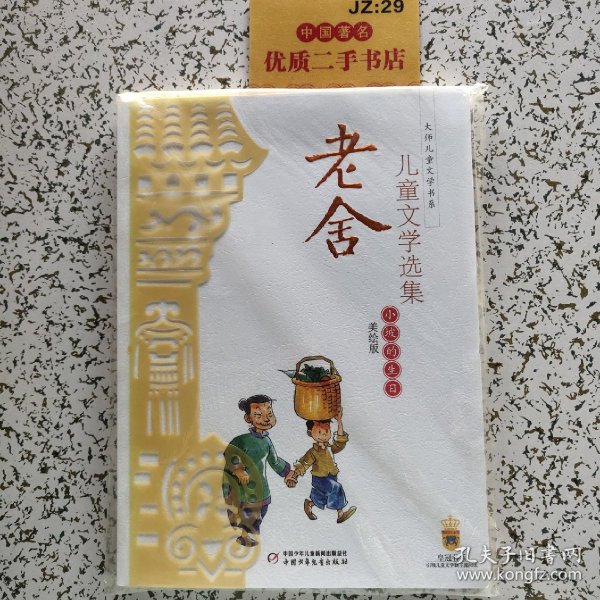 JZ:29
中国著名
优质二手书店
大师儿童文学书系
老舍
儿童文学选集
小坡的生日
美绘版
中国少年儿童新闻出版总社
中国少年儿童出版社
皇冠
孔夫子旧书网
www.kongfz.com